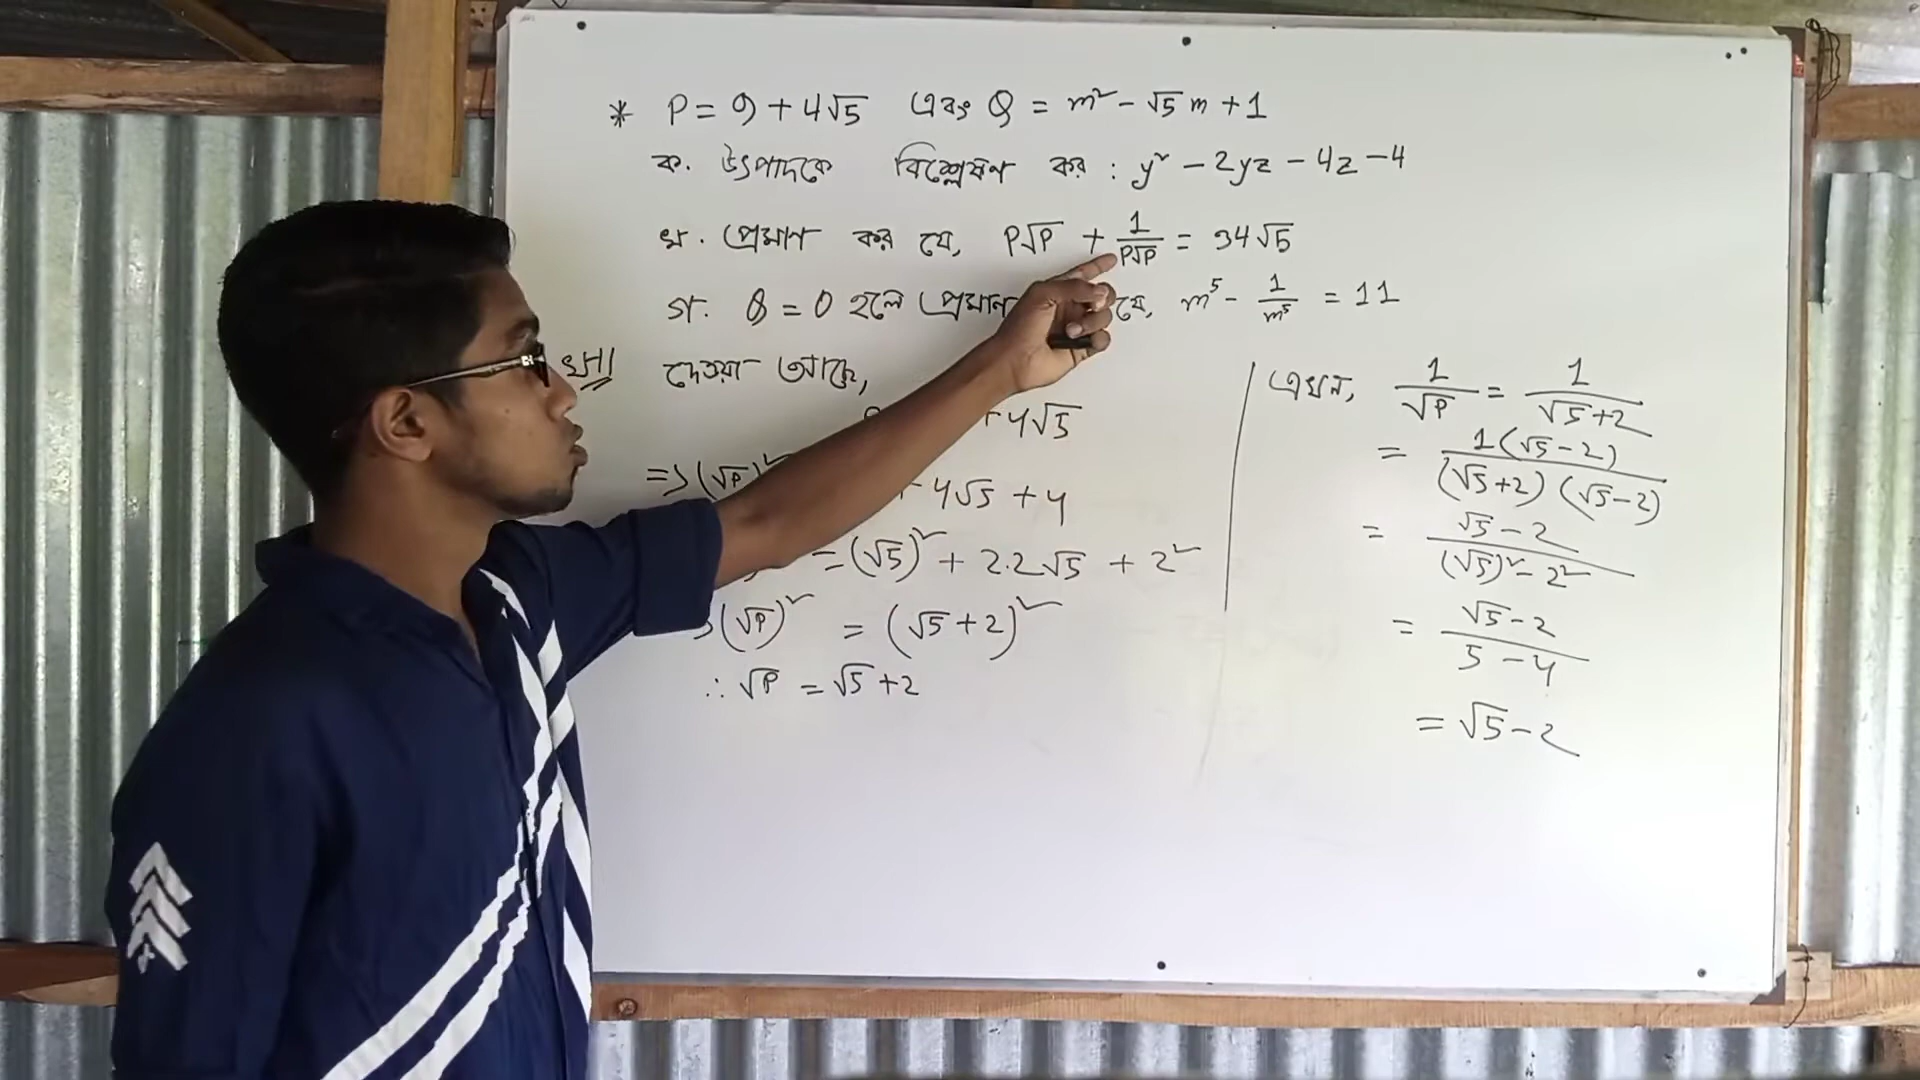 * P = 9 + 4√5 এবং Q = m² - √5 m + 1
ক. উৎপাদকে বিশ্লেষণ কর : y² - 2yz - 4z - 4
খ. প্রমাণ কর যে, P√P + 1/P√P = 34√5
গ. Q = 0 হলে প্রমাণ যে, m⁵ - 1/m⁵ = 11
খ॥ দেওয়া আছে,
+ 4√5
=> (√P)² + 4√5 + 4
= (√5)² + 2.2√5 + 2²
(√P)² = (√5 + 2)²
∴ √P = √5 + 2
এখন, 1/√P = 1/(√5+2)
= 1(√5-2)/(√5+2)(√5-2)
= (√5-2)/((√5)² - 2²)
= (√5-2)/(5-4)
= √5-2